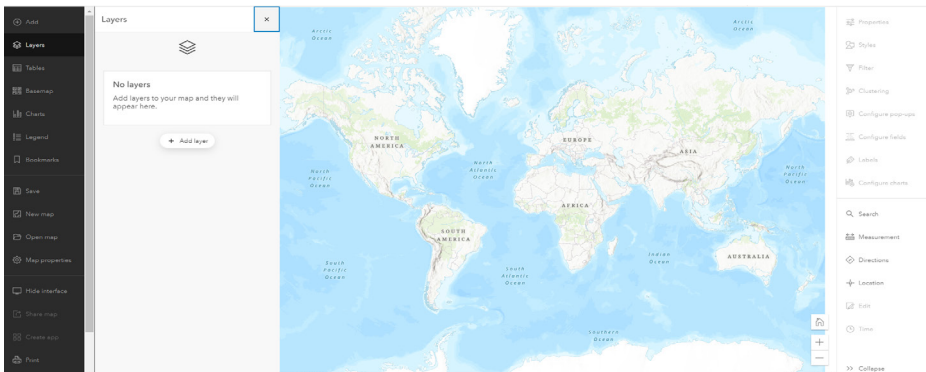 Add
Layers
Tables
Basemap
Charts
Legend
Bookmarks
Save
New map
Open map
Map properties
Hide interface
Share map
Create app
Print
Layers
No layers
Add layers to your map and they will
appear here.
+ Add layer
Arctic
Ocean
Arctic
Ocean
NORTH
AMERICA
EUROPE
ASIA
North
Pacific
Ocean
North
Atlantic
Ocean
North
Pacific
Ocean
AFRICA
SOUTH
AMERICA
South
Pacific
Ocean
South
Atlantic
Ocean
Indian
Ocean
AUSTRALIA
Southern
Ocean
Properties
Styles
Filter
Clustering
Configure pop-ups
Configure fields
Labels
Configure charts
Search
Measurement
Directions
Location
Edit
Time
Collapse